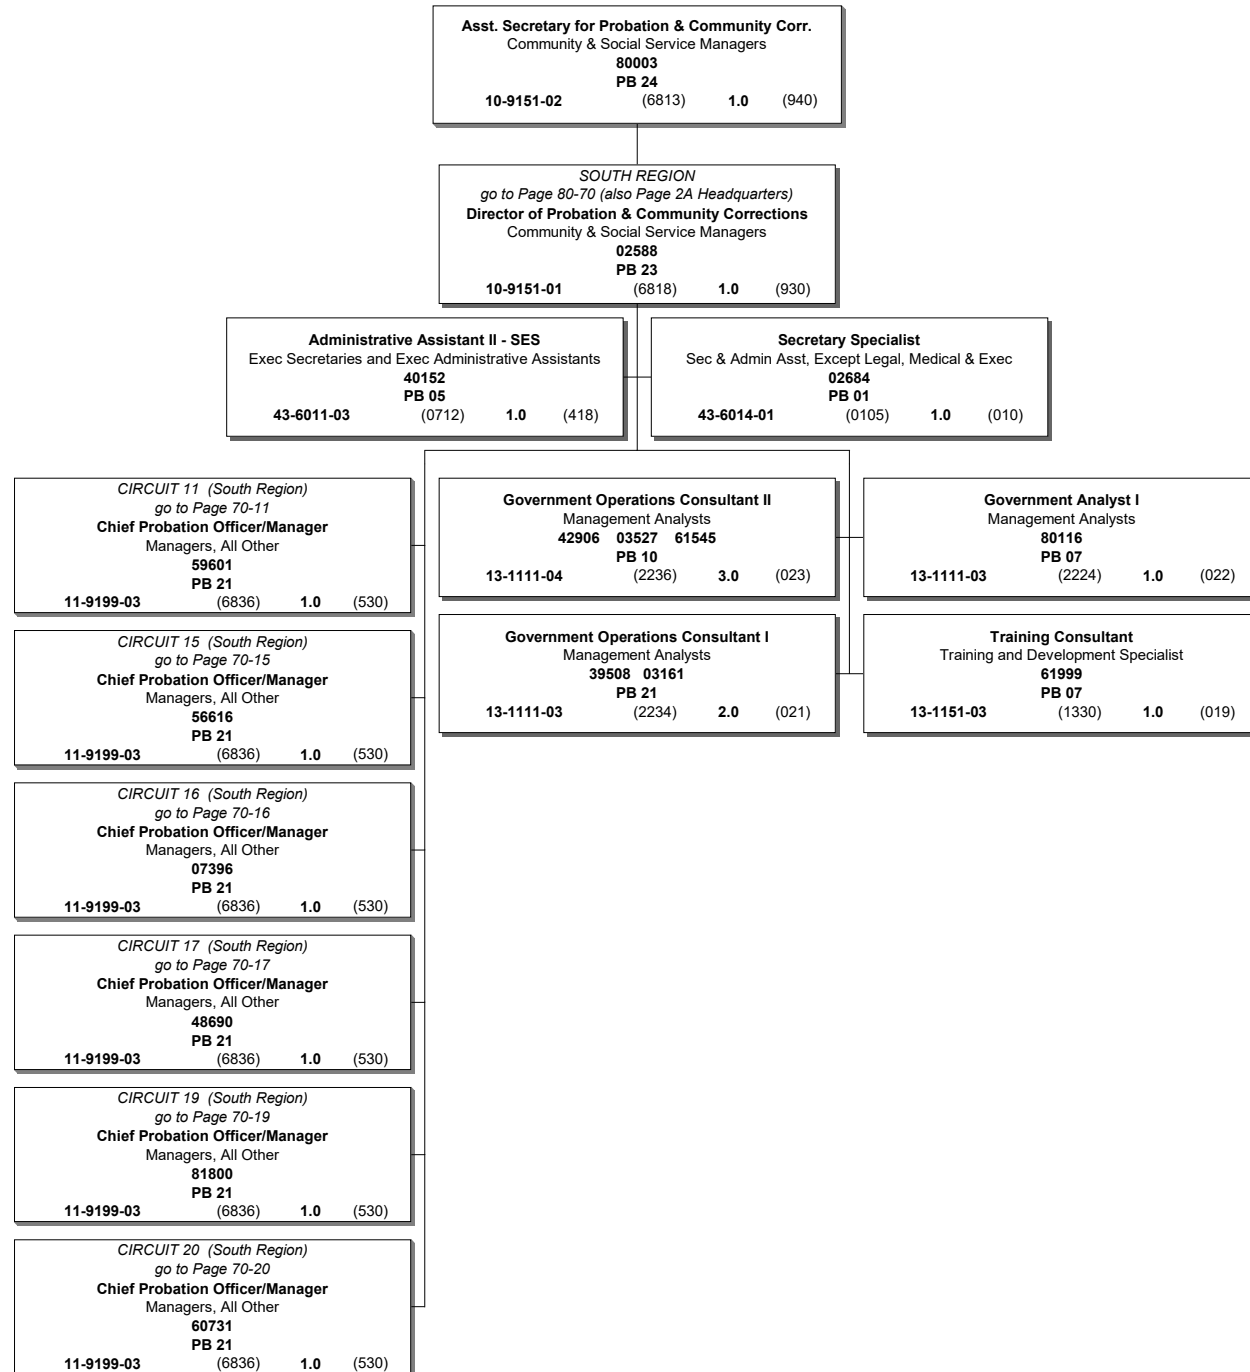 Asst. Secretary for Probation & Community Corr.
Community & Social Service Managers
80003
PB 24
10-9151-02 (6813) 1.0 (940)
SOUTH REGION
go to Page 80-70 (also Page 2A Headquarters)
Director of Probation & Community Corrections
Community & Social Service Managers
02588
PB 23
10-9151-01 (6818) 1.0 (930)
Administrative Assistant II - SES
Exec Secretaries and Exec Administrative Assistants
40152
PB 05
43-6011-03 (0712) 1.0 (418)
Secretary Specialist
Sec & Admin Asst, Except Legal, Medical & Exec
02684
PB 01
43-6014-01 (0105) 1.0 (010)
CIRCUIT 11 (South Region)
go to Page 70-11
Chief Probation Officer/Manager
Managers, All Other
59601
PB 21
11-9199-03 (6836) 1.0 (530)
Government Operations Consultant II
Management Analysts
42906 03527 61545
PB 10
13-1111-04 (2236) 3.0 (023)
Government Analyst I
Management Analysts
80116
PB 07
13-1111-03 (2224) 1.0 (022)
CIRCUIT 15 (South Region)
go to Page 70-15
Chief Probation Officer/Manager
Managers, All Other
56616
PB 21
11-9199-03 (6836) 1.0 (530)
Government Operations Consultant I
Management Analysts
39508 03161
PB 21
13-1111-03 (2234) 2.0 (021)
Training Consultant
Training and Development Specialist
61999
PB 07
13-1151-03 (1330) 1.0 (019)
CIRCUIT 16 (South Region)
go to Page 70-16
Chief Probation Officer/Manager
Managers, All Other
07396
PB 21
11-9199-03 (6836) 1.0 (530)
CIRCUIT 17 (South Region)
go to Page 70-17
Chief Probation Officer/Manager
Managers, All Other
48690
PB 21
11-9199-03 (6836) 1.0 (530)
CIRCUIT 19 (South Region)
go to Page 70-19
Chief Probation Officer/Manager
Managers, All Other
81800
PB 21
11-9199-03 (6836) 1.0 (530)
CIRCUIT 20 (South Region)
go to Page 70-20
Chief Probation Officer/Manager
Managers, All Other
60731
PB 21
11-9199-03 (6836) 1.0 (530)